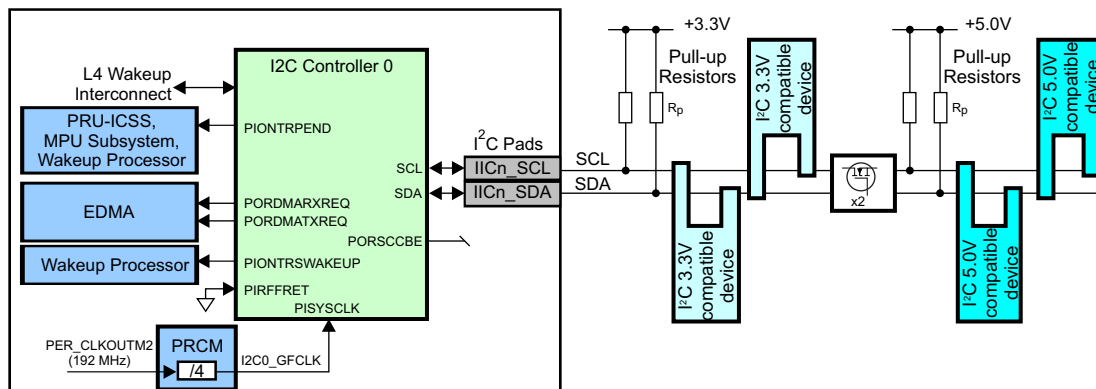 I2C Controller 0
L4 Wakeup
Interconnect
PRU-ICSS,
MPU Subsystem,
Wakeup Processor
PIONTRPEND
EDMA
PORDMARXREQ
PORDMATXREQ
Wakeup Processor
PIONTRSWAKEUP
PIRFFRET
PISYSCLK
SCL
SDA
PORSCCBE
PER_CLKOUTM2
(192 MHz)
PRCM
/4
I2C0_GFCLK
I²C Pads
IICn_SCL
IICn_SDA
SCL
SDA
+3.3V
Pull-up
Resistors
Rp
I²C 3.3V
compatible
device
I²C 3.3V
compatible
device
x2
+5.0V
Pull-up
Resistors
Rp
I²C 5.0V
compatible
device
I²C 5.0V
compatible
device